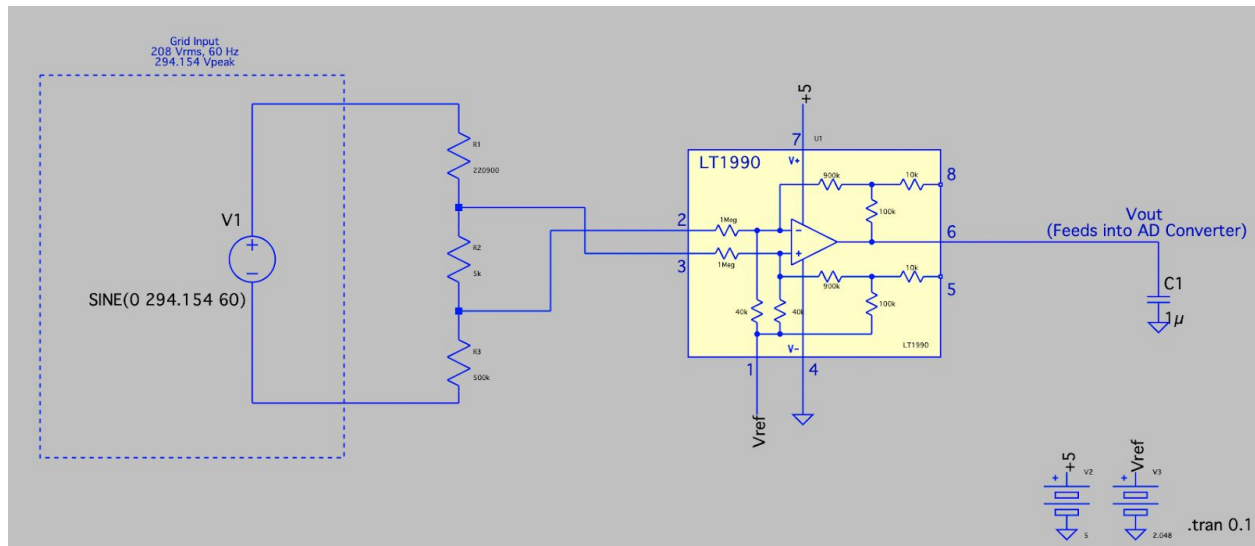 Grid Input
208 Vrms, 60 Hz
294.154 Vpeak
V1
SINE(0 294.154 60)
R1
220900
R2
5k
R3
500k
+5
7
U1
LT1990
V+
900k
10k
8
100k
2
1Meg
3
1Meg
6
900k
10k
5
100k
40k
40k
V-
LT1990
1
4
Vref
Vout
(Feeds into AD Converter)
C1
1µ
+5
V2
5
Vref
V3
2.048
.tran 0.1